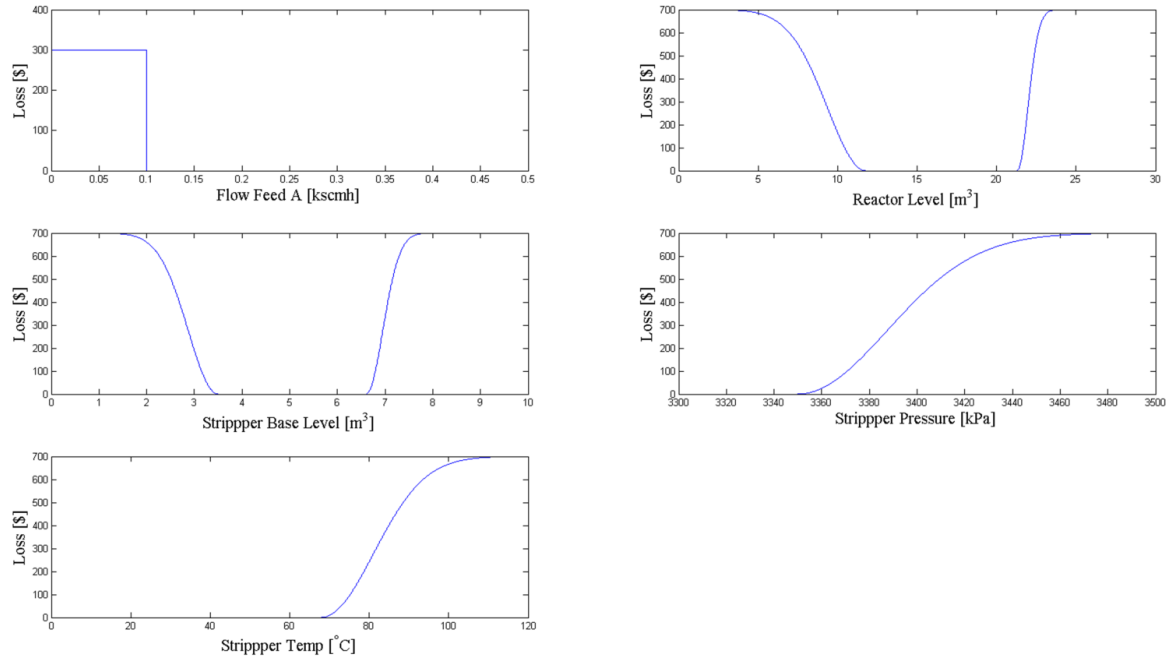 400
300
200
100
0
Loss [$]
0 0.05 0.1 0.15 0.2 0.25 0.3 0.35 0.4 0.45 0.5
Flow Feed A [kscmh]
700
600
500
400
300
200
100
0
Loss [$]
0 5 10 15 20 25 30
Reactor Level [m³]
700
600
500
400
300
200
100
0
Loss [$]
0 1 2 3 4 5 6 7 8 9 10
Strippper Base Level [m³]
700
600
500
400
300
200
100
0
Loss [$]
3300 3320 3340 3360 3380 3400 3420 3440 3460 3480 3500
Strippper Pressure [kPa]
700
600
500
400
300
200
100
0
Loss [$]
0 20 40 60 80 100 120
Strippper Temp [°C]